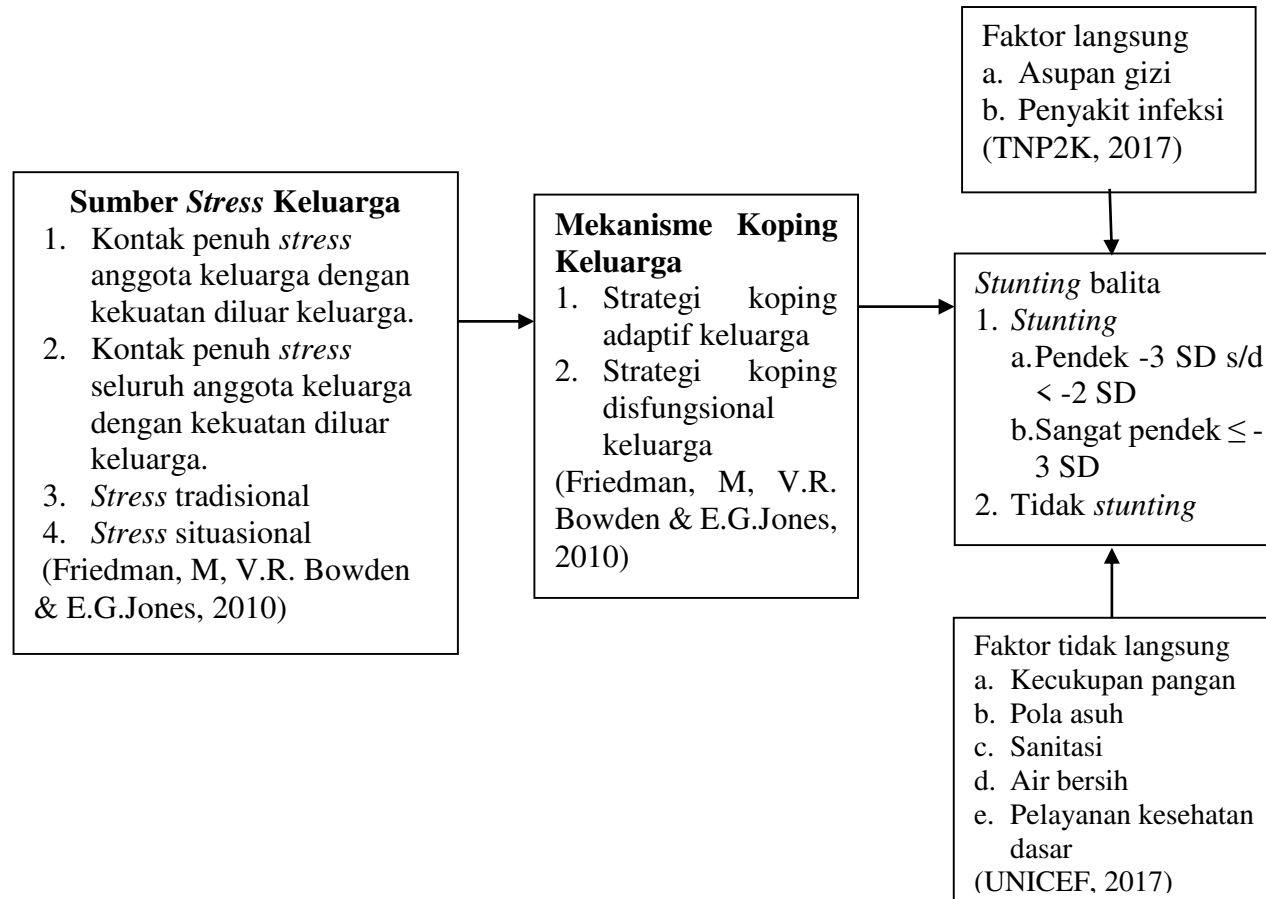 Sumber Stress Keluarga
1. Kontak penuh stress
anggota keluarga dengan
kekuatan diluar keluarga.
2. Kontak penuh stress
seluruh anggota keluarga
dengan kekuatan diluar
keluarga.
3. Stress tradisional
4. Stress situasional
(Friedman, M, V.R. Bowden
& E.G.Jones, 2010)
Mekanisme Koping
Keluarga
1. Strategi koping
adaptif keluarga
2. Strategi koping
disfungsional
keluarga
(Friedman, M, V.R.
Bowden & E.G.Jones,
2010)
Faktor langsung
a. Asupan gizi
b. Penyakit infeksi
(TNP2K, 2017)
Stunting balita
1. Stunting
a.Pendek -3 SD s/d
< -2 SD
b.Sangat pendek ≤ -
3 SD
2. Tidak stunting
Faktor tidak langsung
a. Kecukupan pangan
b. Pola asuh
c. Sanitasi
d. Air bersih
e. Pelayanan kesehatan
dasar
(UNICEF, 2017)